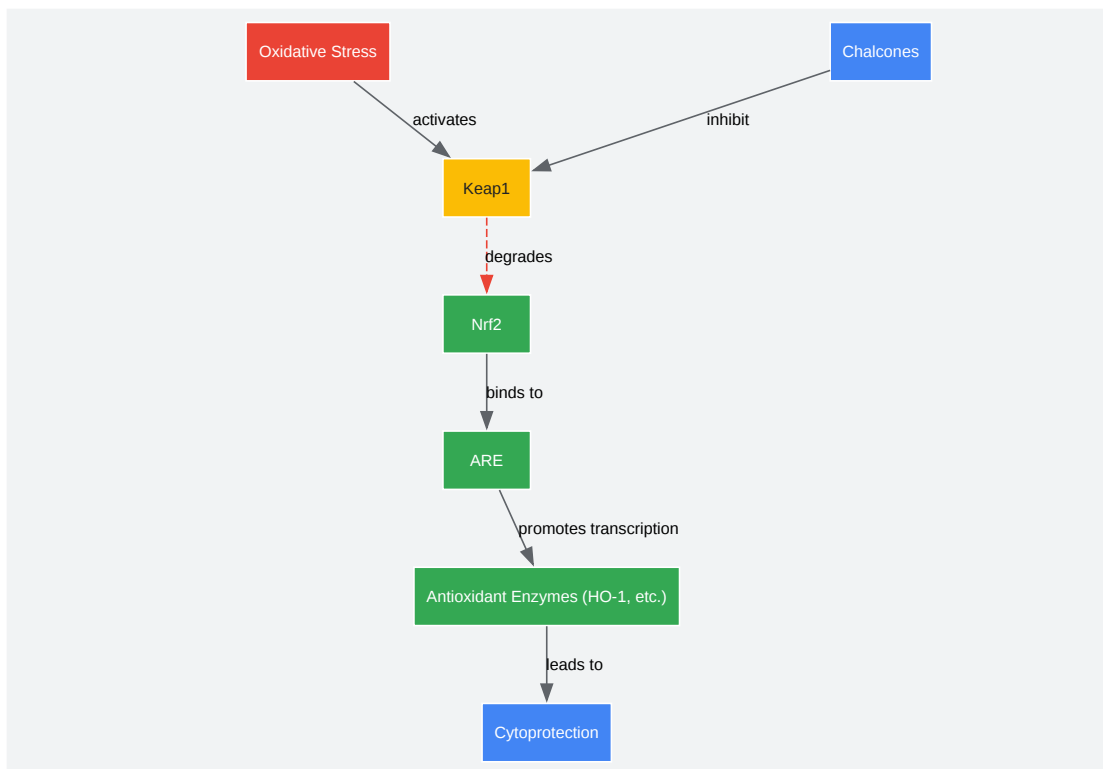 Oxidative Stress
Chalcones
activates
inhibit
Keap1
degrades
Nrf2
binds to
ARE
promotes transcription
Antioxidant Enzymes (HO-1, etc.)
leads to
Cytoprotection